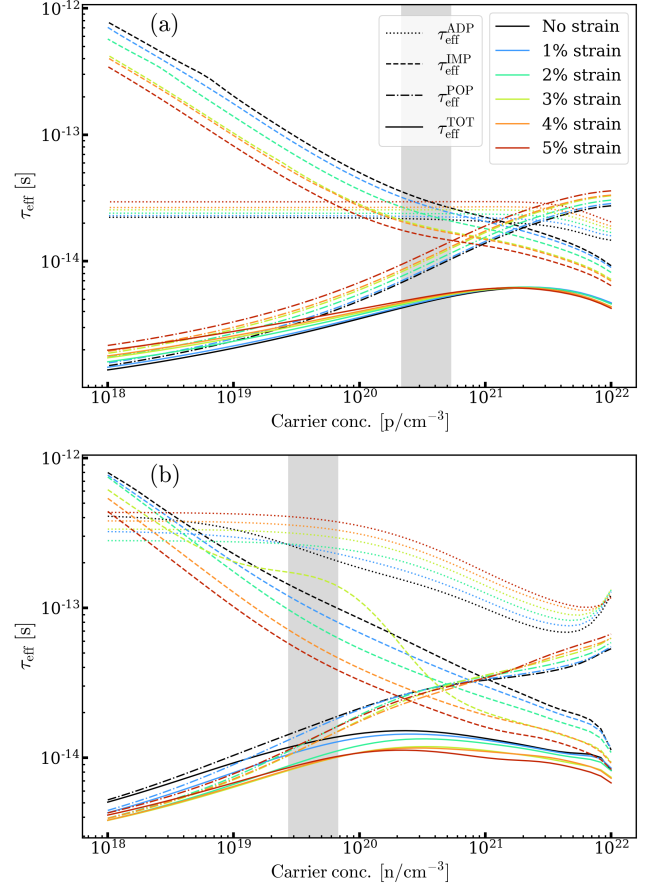 (a)
τ_eff^ADP
τ_eff^IMP
τ_eff^POP
τ_eff^TOT
No strain
1% strain
2% strain
3% strain
4% strain
5% strain
10^-12
10^-13
10^-14
τ_eff [s]
10^18 10^19 10^20 10^21 10^22
Carrier conc. [p/cm^-3]
(b)
10^-12
10^-13
10^-14
τ_eff [s]
10^18 10^19 10^20 10^21 10^22
Carrier conc. [n/cm^-3]